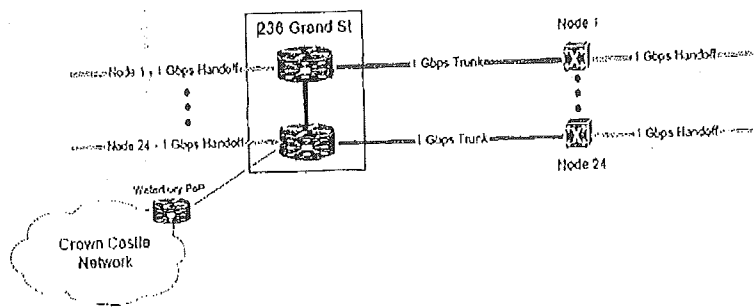 236 Grand St
Node 1
Node 1 - 1 Gbps Handoff
1 Gbps Trunk
1 Gbps Handoff
Node 24 - 1 Gbps Handoff
1 Gbps Trunk
1 Gbps Handoff
Node 24
Waterbury PoP
Crown Castle
Network